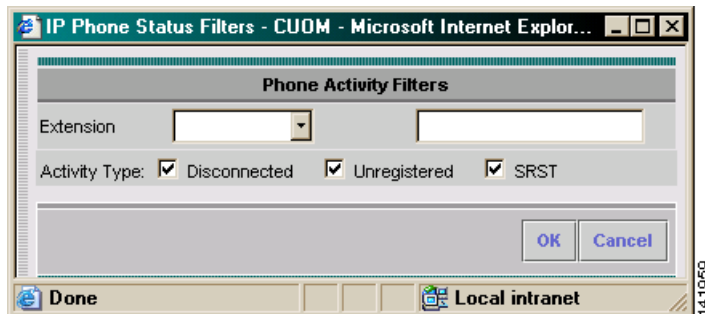 IP Phone Status Filters - CUOM - Microsoft Internet Explor...
Phone Activity Filters
Extension
Activity Type: Disconnected Unregistered SRST
OK Cancel
Done Local intranet
141959